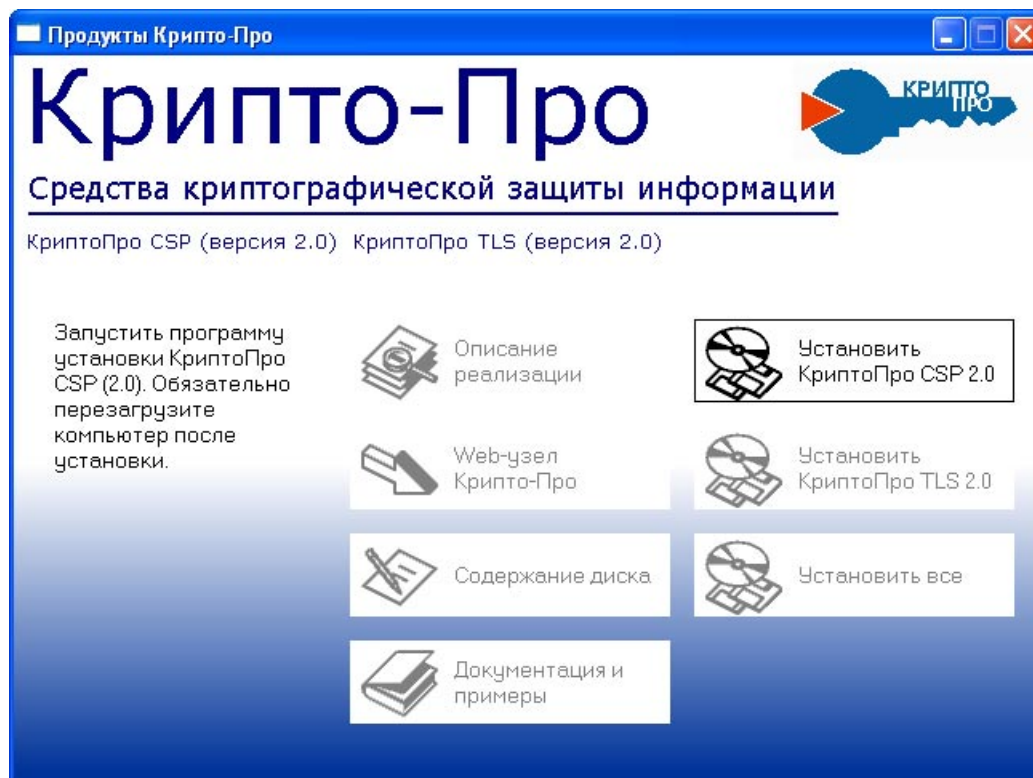 Продукты Крипто-Про
Крипто-Про
КРИПТО
ПРО
Средства криптографической защиты информации
КриптоПро CSP (версия 2.0) КриптоПро TLS (версия 2.0)
Запустить программу
установки КриптоПро
CSP (2.0). Обязательно
перезагрузите
компьютер после
установки.
Описание
реализации
Установить
КриптоПро CSP 2.0
Web-узел
Крипто-Про
Установить
КриптоПро TLS 2.0
Содержание диска
Установить все
Документация и
примеры